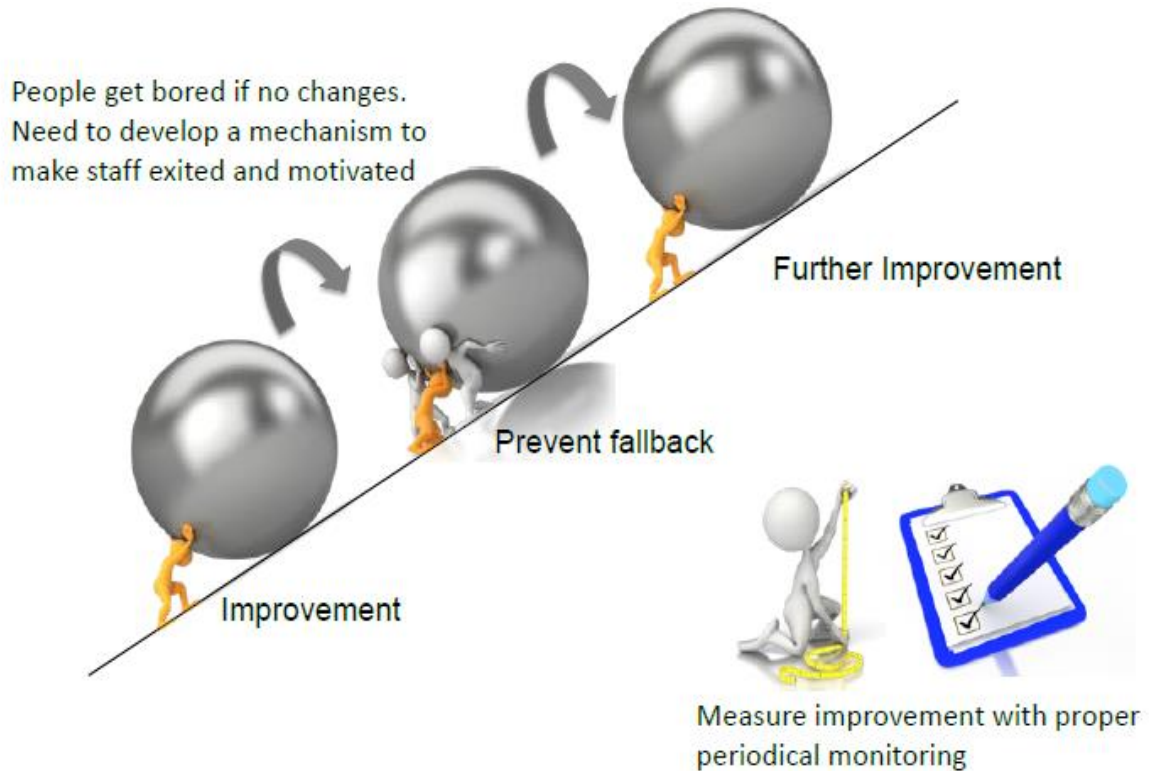 People get bored if no changes.
Need to develop a mechanism to
make staff exited and motivated
Further Improvement
Prevent fallback
Improvement
Measure improvement with proper
periodical monitoring